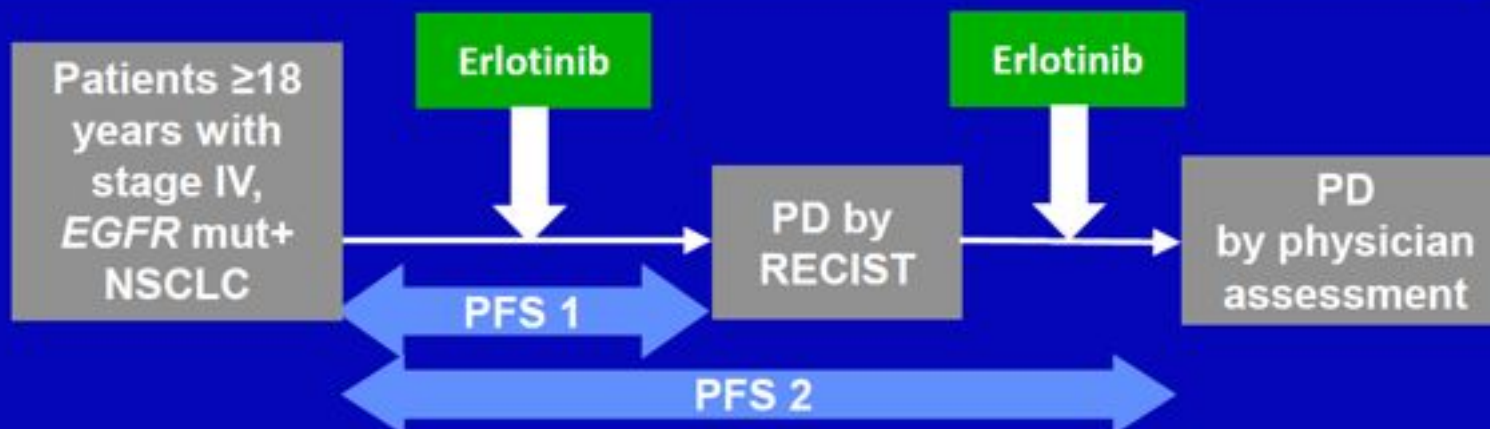 Patients ≥18
years with
stage IV,
EGFR mut+
NSCLC
Erlotinib
PFS 1
PD by
RECIST
Erlotinib
PD
by physician
assessment
PFS 2